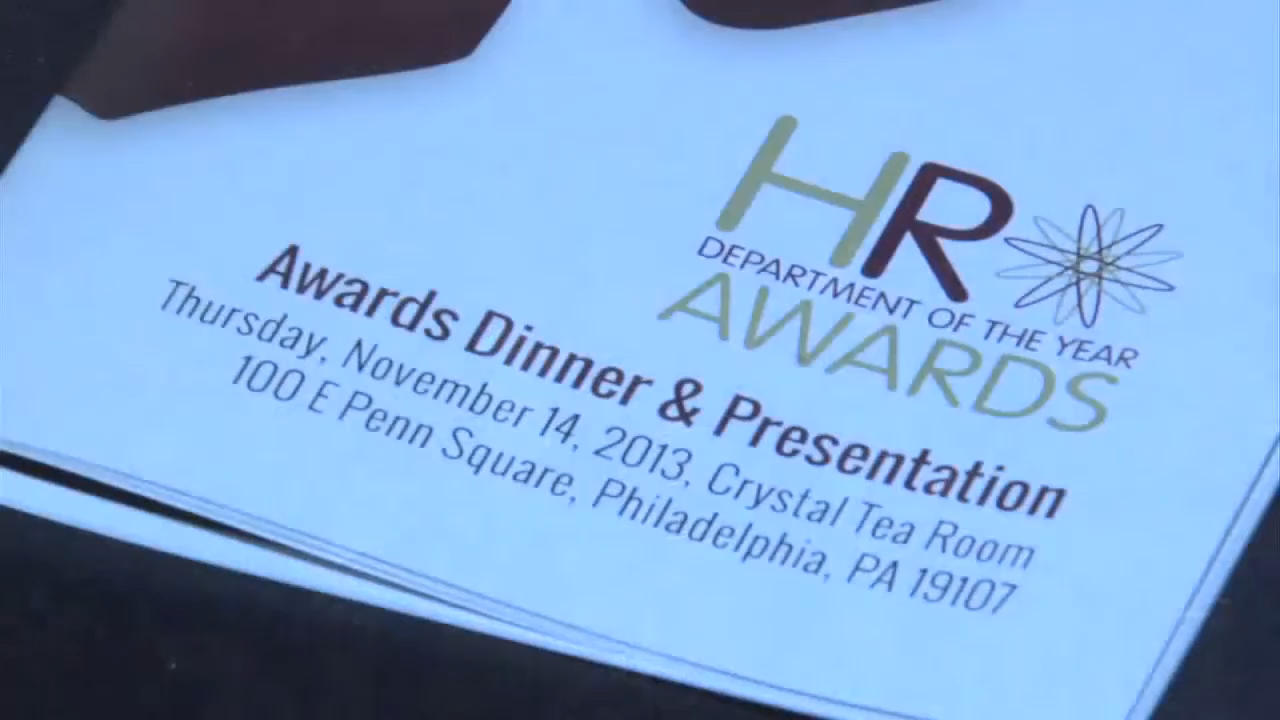 HR
DEPARTMENT OF THE YEAR
AWARDS
Awards Dinner & Presentation
Thursday, November 14, 2013, Crystal Tea Room
100 E Penn Square, Philadelphia, PA 19107